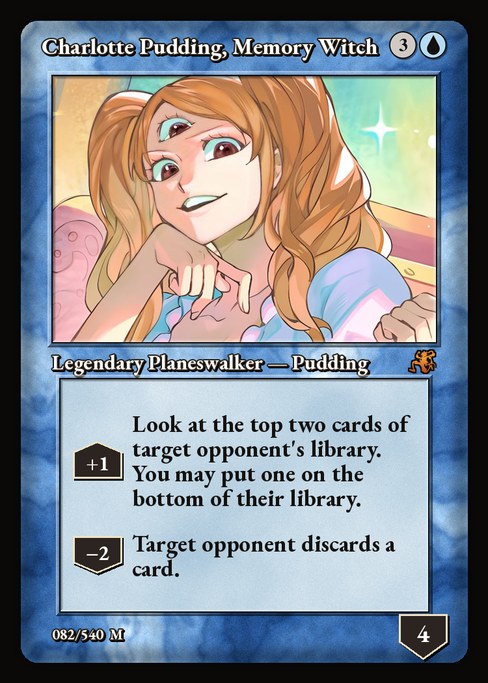 Charlotte Pudding, Memory Witch 3
Legendary Planeswalker — Pudding
+1
Look at the top two cards of
target opponent's library.
You may put one on the
bottom of their library.
−2
Target opponent discards a
card.
082/540 M
4